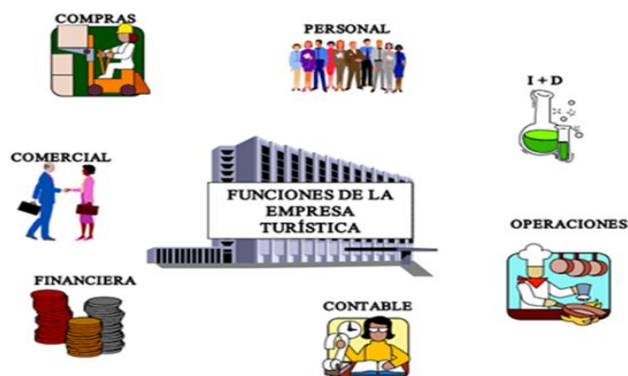 COMPRAS
PERSONAL
I + D
COMERCIAL
FUNCIONES DE LA
EMPRESA
TURÍSTICA
OPERACIONES
FINANCIERA
CONTABLE